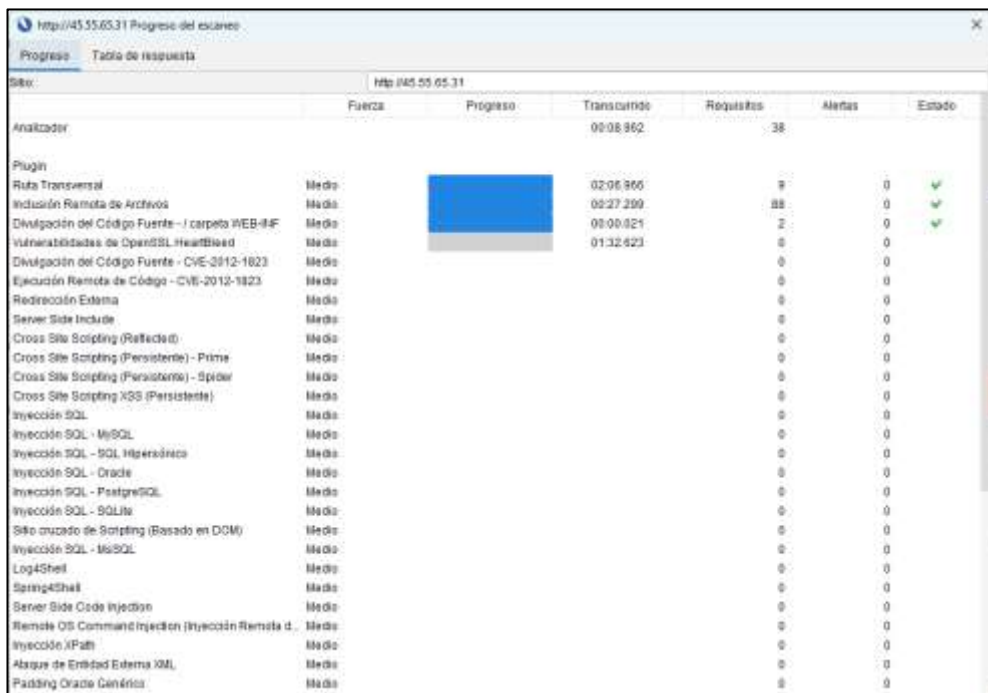 http://45.55.65.31 Progreso del escaneo
Progreso Tabla de respuesta
Sitio: http://45.55.65.31
Fuerza Progreso Transcurrido Requisitos Alertas Estado
Analizador 00:08.962 38
Plugin
Ruta Transversal Medio 02:06.966 9 0
Inclusión Remota de Archivos Medio 00:27.299 88 0
Divulgación del Código Fuente - / carpeta WEB-INF Medio 00:00.021 2 0
Vulnerabilidades de OpenSSL HeartBleed Medio 01:32.623 0 0
Divulgación del Código Fuente - CVE-2012-1823 Medio 0 0
Ejecución Remota de Código - CVE-2012-1823 Medio 0 0
Redirección Externa Medio 0 0
Server Side Include Medio 0 0
Cross Site Scripting (Reflected) Medio 0 0
Cross Site Scripting (Persistente) - Prime Medio 0 0
Cross Site Scripting (Persistente) - Spider Medio 0 0
Cross Site Scripting XSS (Persistente) Medio 0 0
Inyección SQL Medio 0 0
Inyección SQL - MySQL Medio 0 0
Inyección SQL - SQL Hipersónico Medio 0 0
Inyección SQL - Oracle Medio 0 0
Inyección SQL - PostgreSQL Medio 0 0
Inyección SQL - SQLite Medio 0 0
Sitio cruzado de Scripting (Basado en DOM) Medio 0 0
Inyección SQL - MsSQL Medio 0 0
Log4Shell Medio 0 0
Spring4Shell Medio 0 0
Server Side Code Injection Medio 0 0
Remote OS Command Injection (Inyección Remota d... Medio 0 0
Inyección XPath Medio 0 0
Ataque de Entidad Externa XML Medio 0 0
Padding Oracle Genérico Medio 0 0